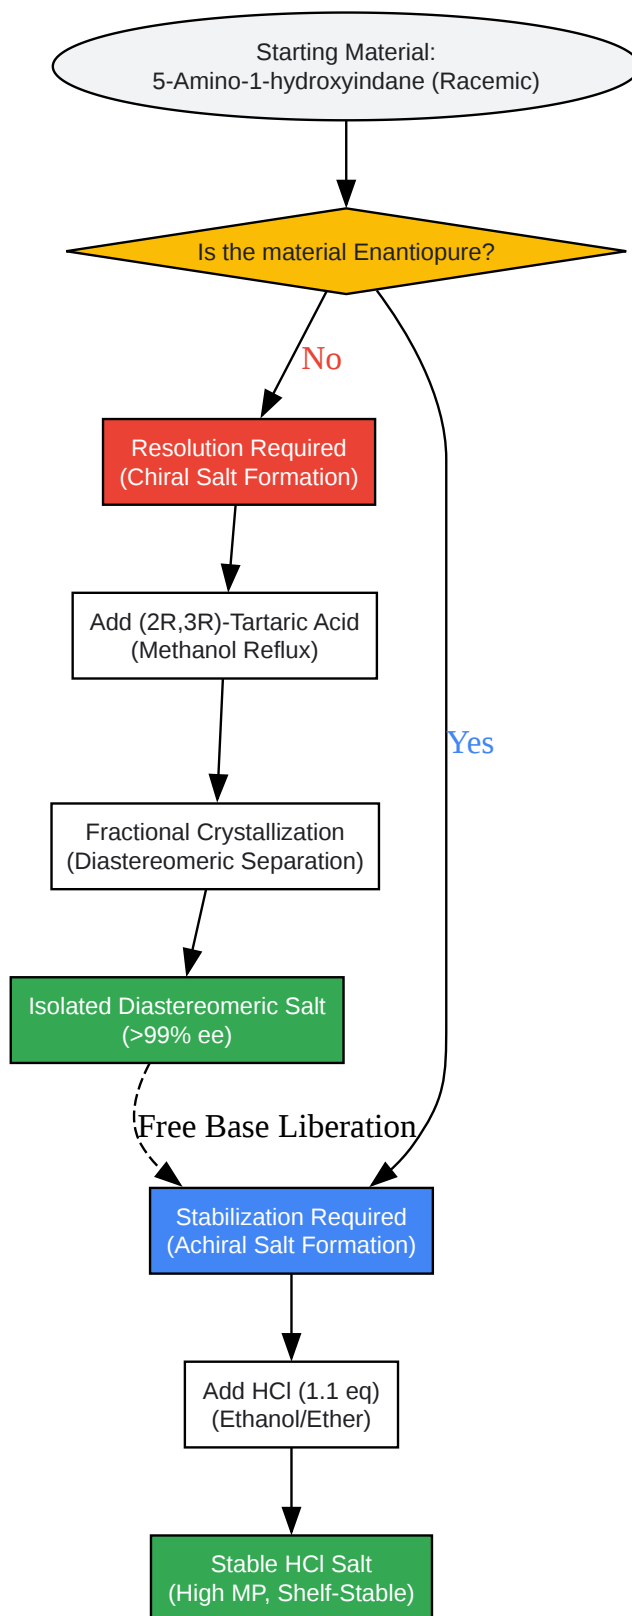 Starting Material:
5-Amino-1-hydroxyindane (Racemic)
Is the material Enantiopure?
No
Resolution Required
(Chiral Salt Formation)
Add (2R,3R)-Tartaric Acid
(Methanol Reflux)
Yes
Fractional Crystallization
(Diastereomeric Separation)
Isolated Diastereomeric Salt
(>99% ee)
Free Base Liberation
Stabilization Required
(Achiral Salt Formation)
Add HCl (1.1 eq)
(Ethanol/Ether)
Stable HCl Salt
(High MP, Shelf-Stable)